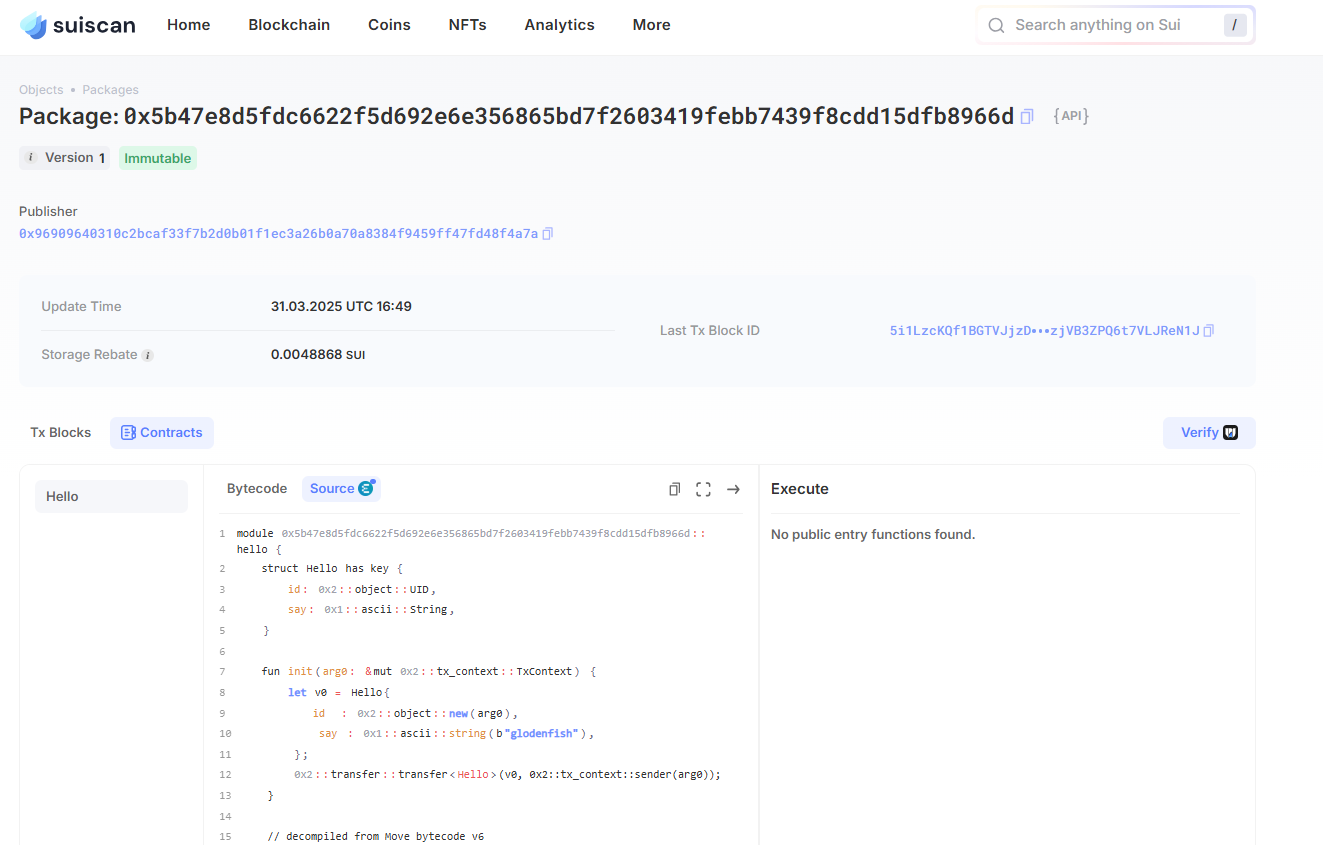 suiscan Home Blockchain Coins NFTs Analytics More Search anything on Sui /
Objects • Packages
Package: 0x5b47e8d5fdc6622f5d692e6e356865bd7f2603419febb7439f8cdd15dfb8966d {API}
i Version 1 Immutable
Publisher
0x96909640310c2bcaf33f7b2d0b01f1ec3a26b0a70a8384f9459ff47fd48f4a7a
Update Time 31.03.2025 UTC 16:49
Last Tx Block ID 5i1LzcKQf1BGTVJjzD•••zjVB3ZPQ6t7VLJReN1J
Storage Rebate i 0.0048868 SUI
Tx Blocks Contracts Verify
Hello
Bytecode Source
Execute
No public entry functions found.
1 module 0x5b47e8d5fdc6622f5d692e6e356865bd7f2603419febb7439f8cdd15dfb8966d::
hello {
2 struct Hello has key {
3 id: 0x2::object::UID,
4 say: 0x1::ascii::String,
5 }
6
7 fun init(arg0: &mut 0x2::tx_context::TxContext) {
8 let v0 = Hello{
9 id : 0x2::object::new(arg0),
10 say : 0x1::ascii::string(b"glodenfish"),
11 };
12 0x2::transfer::transfer<Hello>(v0, 0x2::tx_context::sender(arg0));
13 }
14
15 // decompiled from Move bytecode v6